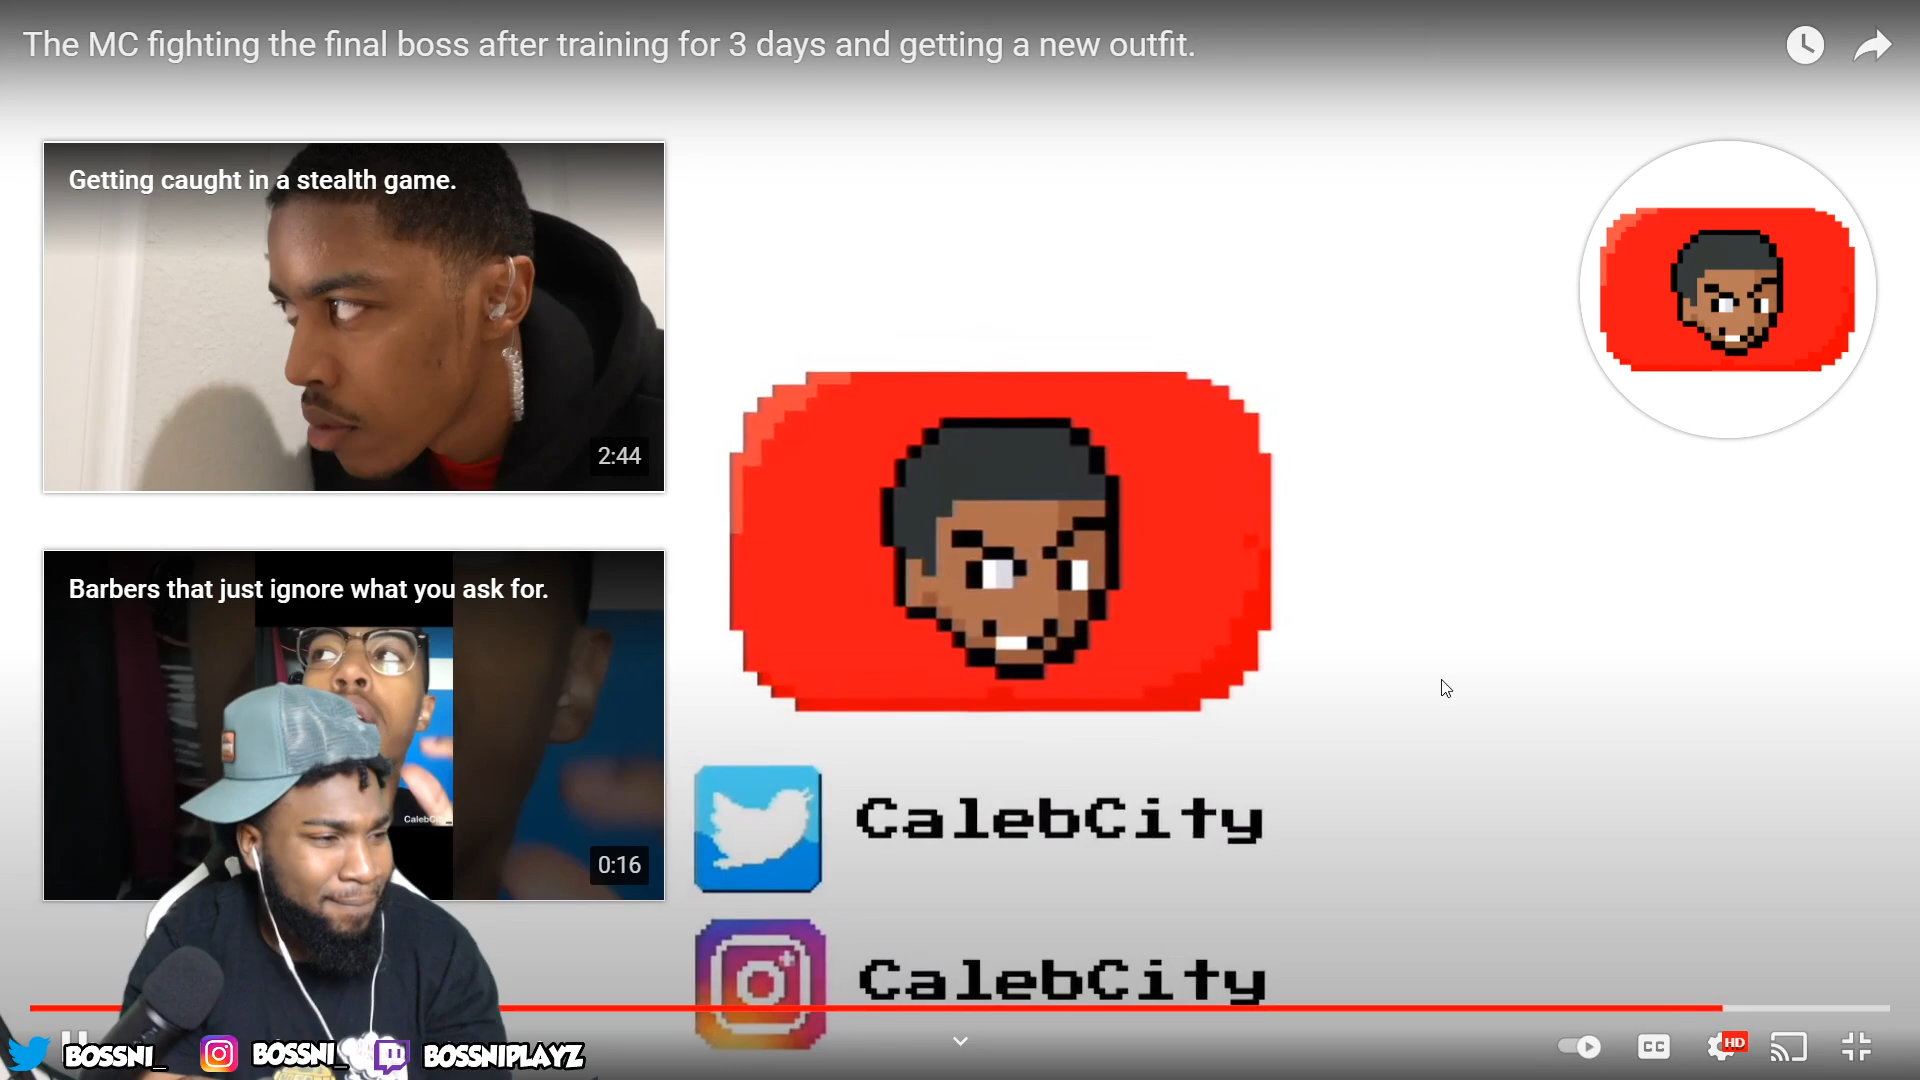 The MC fighting the final boss after training for 3 days and getting a new outfit.
Getting caught in a stealth game.
2:44
Barbers that just ignore what you ask for.
0:16
CalebCity
CalebCity
BOSSNI_
BOSSNI_
BOSSNIPLAYZ
CC
HD